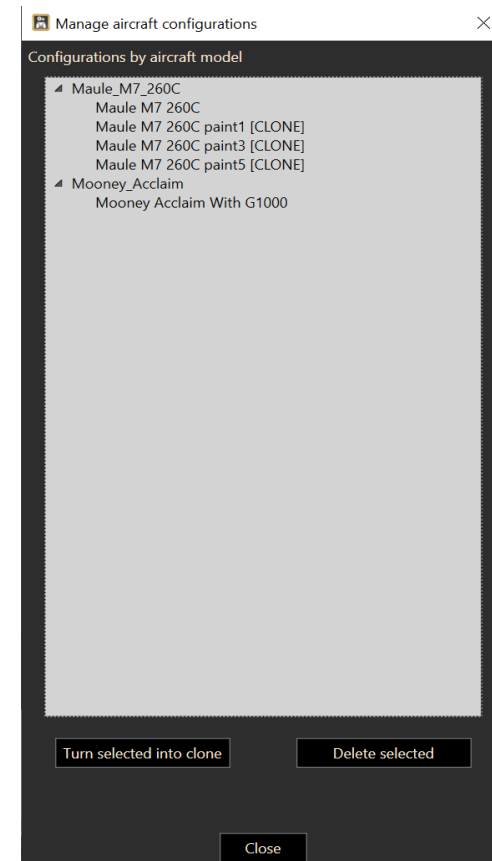 Manage aircraft configurations
Configurations by aircraft model
Maule_M7_260C
Maule M7 260C
Maule M7 260C paint1 [CLONE]
Maule M7 260C paint3 [CLONE]
Maule M7 260C paint5 [CLONE]
Mooney_Acclaim
Mooney Acclaim With G1000
Turn selected into clone
Delete selected
Close